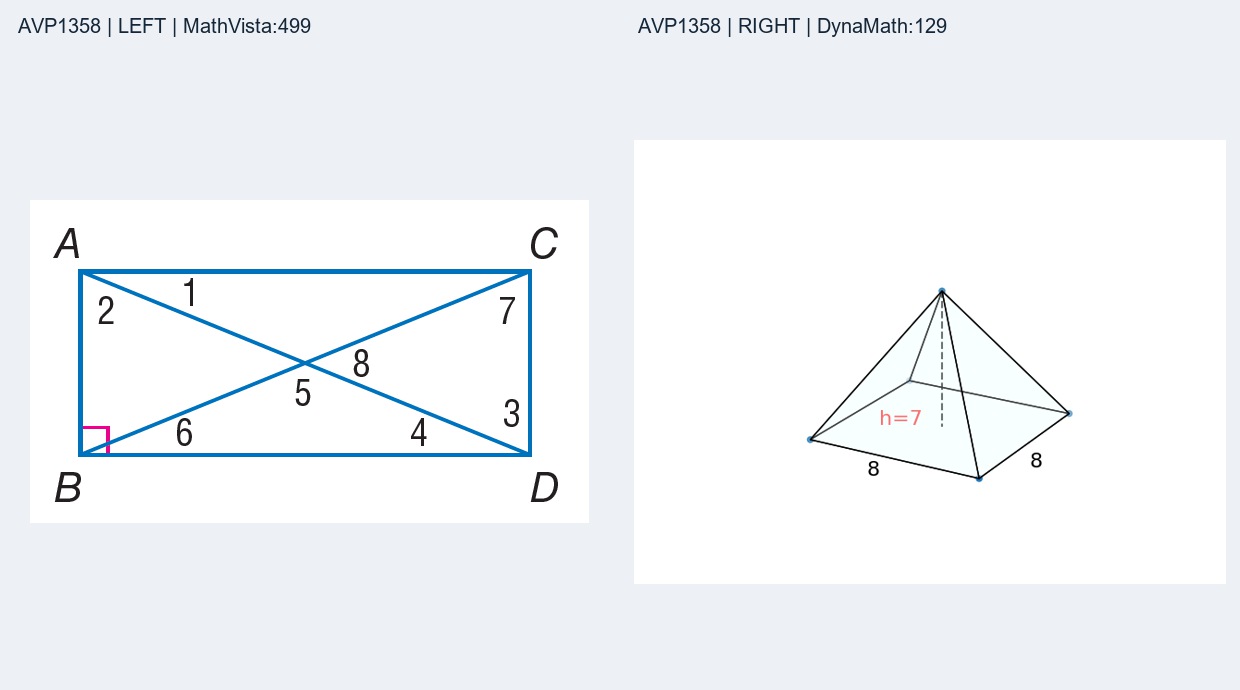 AVP1358 | LEFT | MathVista:499
A C
1
2 7
8
5
3
6 4
B D
AVP1358 | RIGHT | DynaMath:129
h=7
8
8